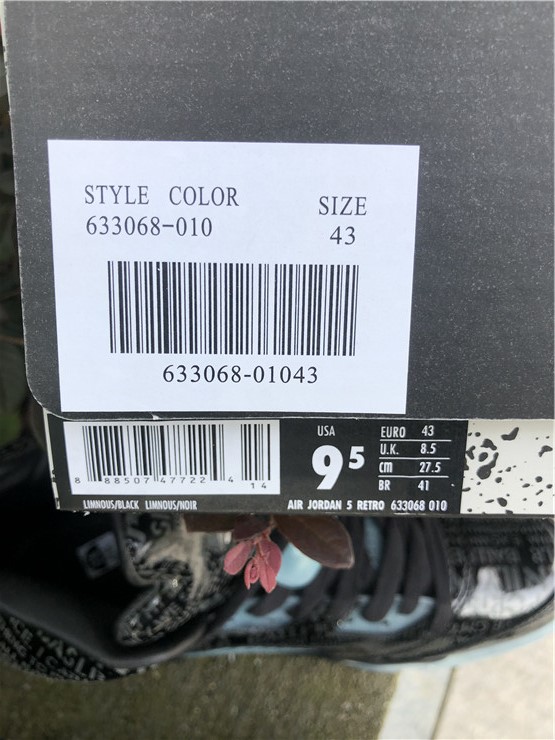 STYLE COLOR
633068-010
SIZE
43
633068-01043
8 88507 47722 4
14
LIMNOUS/BLACK LIMNOUS/NOIR
USA
9⁵
EURO 43
U.K. 8.5
cm 27.5
BR 41
AIR JORDAN 5 RETRO 633068 010